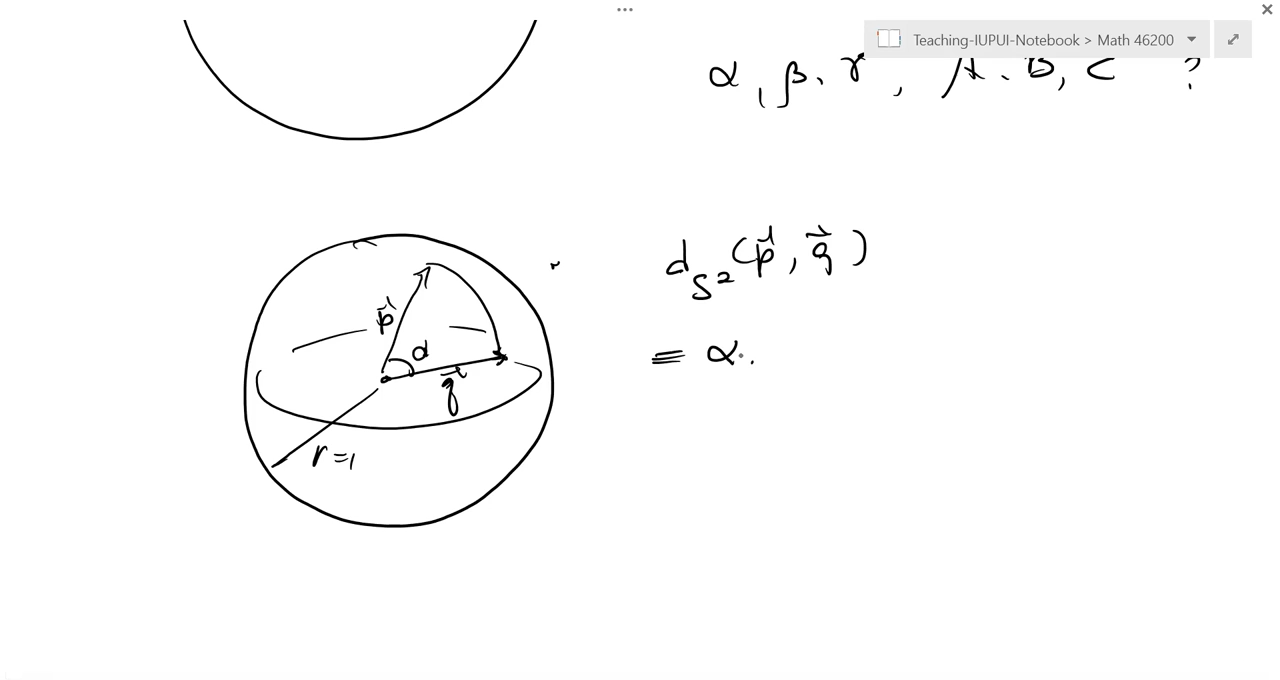 Teaching-IUPUI-Notebook > Math 46200
α, β, γ, A, B, C ?
d_{S²}(p⃗, q⃗)
= α.
p⃗
α
q⃗
r=1